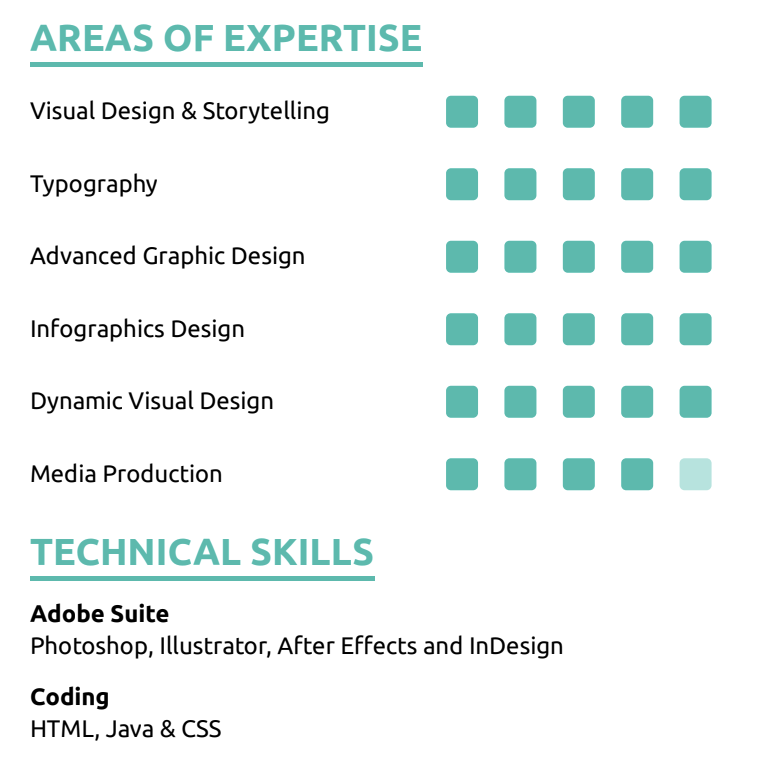 AREAS OF EXPERTISE
Visual Design & Storytelling
Typography
Advanced Graphic Design
Infographics Design
Dynamic Visual Design
Media Production
TECHNICAL SKILLS
Adobe Suite
Photoshop, Illustrator, After Effects and InDesign
Coding
HTML, Java & CSS